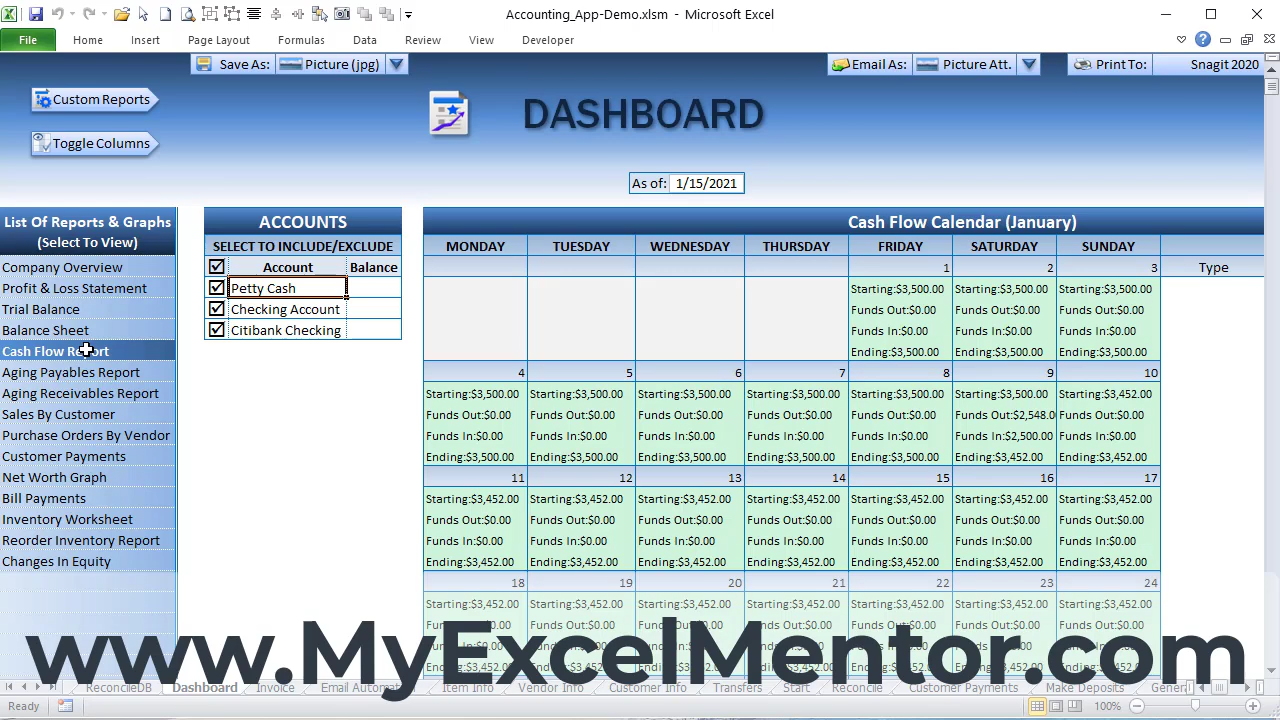 Accounting_App-Demo.xlsm - Microsoft Excel
File Home Insert Page Layout Formulas Data Review View Developer
Save As: Picture (jpg) Email As: Picture Att. Print To: Snagit 2020
Custom Reports
DASHBOARD
Toggle Columns
As of: 1/15/2021
List Of Reports & Graphs
(Select To View)
Company Overview
Profit & Loss Statement
Trial Balance
Balance Sheet
Cash Flow Report
Aging Payables Report
Aging Receivables Report
Sales By Customer
Purchase Orders By Vendor
Customer Payments
Net Worth Graph
Bill Payments
Inventory Worksheet
Reorder Inventory Report
Changes In Equity
ACCOUNTS
SELECT TO INCLUDE/EXCLUDE
Account Balance
Petty Cash
Checking Account
Citibank Checking
Cash Flow Calendar (January)
MONDAY TUESDAY WEDNESDAY THURSDAY FRIDAY SATURDAY SUNDAY
1 2 3 Type
Starting:$3,500.00 Starting:$3,500.00 Starting:$3,500.00
Funds Out:$0.00 Funds Out:$0.00 Funds Out:$0.00
Funds In:$0.00 Funds In:$0.00 Funds In:$0.00
Ending:$3,500.00 Ending:$3,500.00 Ending:$3,500.00
4 5 6 7 8 9 10
Starting:$3,500.00 Starting:$3,500.00 Starting:$3,500.00 Starting:$3,500.00 Starting:$3,500.00 Starting:$3,500.00 Starting:$3,452.00
Funds Out:$0.00 Funds Out:$0.00 Funds Out:$0.00 Funds Out:$0.00 Funds Out:$0.00 Funds Out:$2,548.0 Funds Out:$0.00
Funds In:$0.00 Funds In:$0.00 Funds In:$0.00 Funds In:$0.00 Funds In:$0.00 Funds In:$2,500.00 Funds In:$0.00
Ending:$3,500.00 Ending:$3,500.00 Ending:$3,500.00 Ending:$3,500.00 Ending:$3,500.00 Ending:$3,452.00 Ending:$3,452.00
11 12 13 14 15 16 17
Starting:$3,452.00 Starting:$3,452.00 Starting:$3,452.00 Starting:$3,452.00 Starting:$3,452.00 Starting:$3,452.00 Starting:$3,452.00
Funds Out:$0.00 Funds Out:$0.00 Funds Out:$0.00 Funds Out:$0.00 Funds Out:$0.00 Funds Out:$0.00 Funds Out:$0.00
Funds In:$0.00 Funds In:$0.00 Funds In:$0.00 Funds In:$0.00 Funds In:$0.00 Funds In:$0.00 Funds In:$0.00
Ending:$3,452.00 Ending:$3,452.00 Ending:$3,452.00 Ending:$3,452.00 Ending:$3,452.00 Ending:$3,452.00 Ending:$3,452.00
18 19 20 21 22 23 24
Starting:$3,452.00 Starting:$3,452.00 Starting:$3,452.00 Starting:$3,452.00 Starting:$3,452.00 Starting:$3,452.00 Starting:$3,452.00
www.MyExcelMentor.com
ReconcileDB Dashboard Invoice Email Automa Item Info Vendor Info Customer Info Transfers Start Reconcile Customer Payments Make Deposits General
Ready 100%